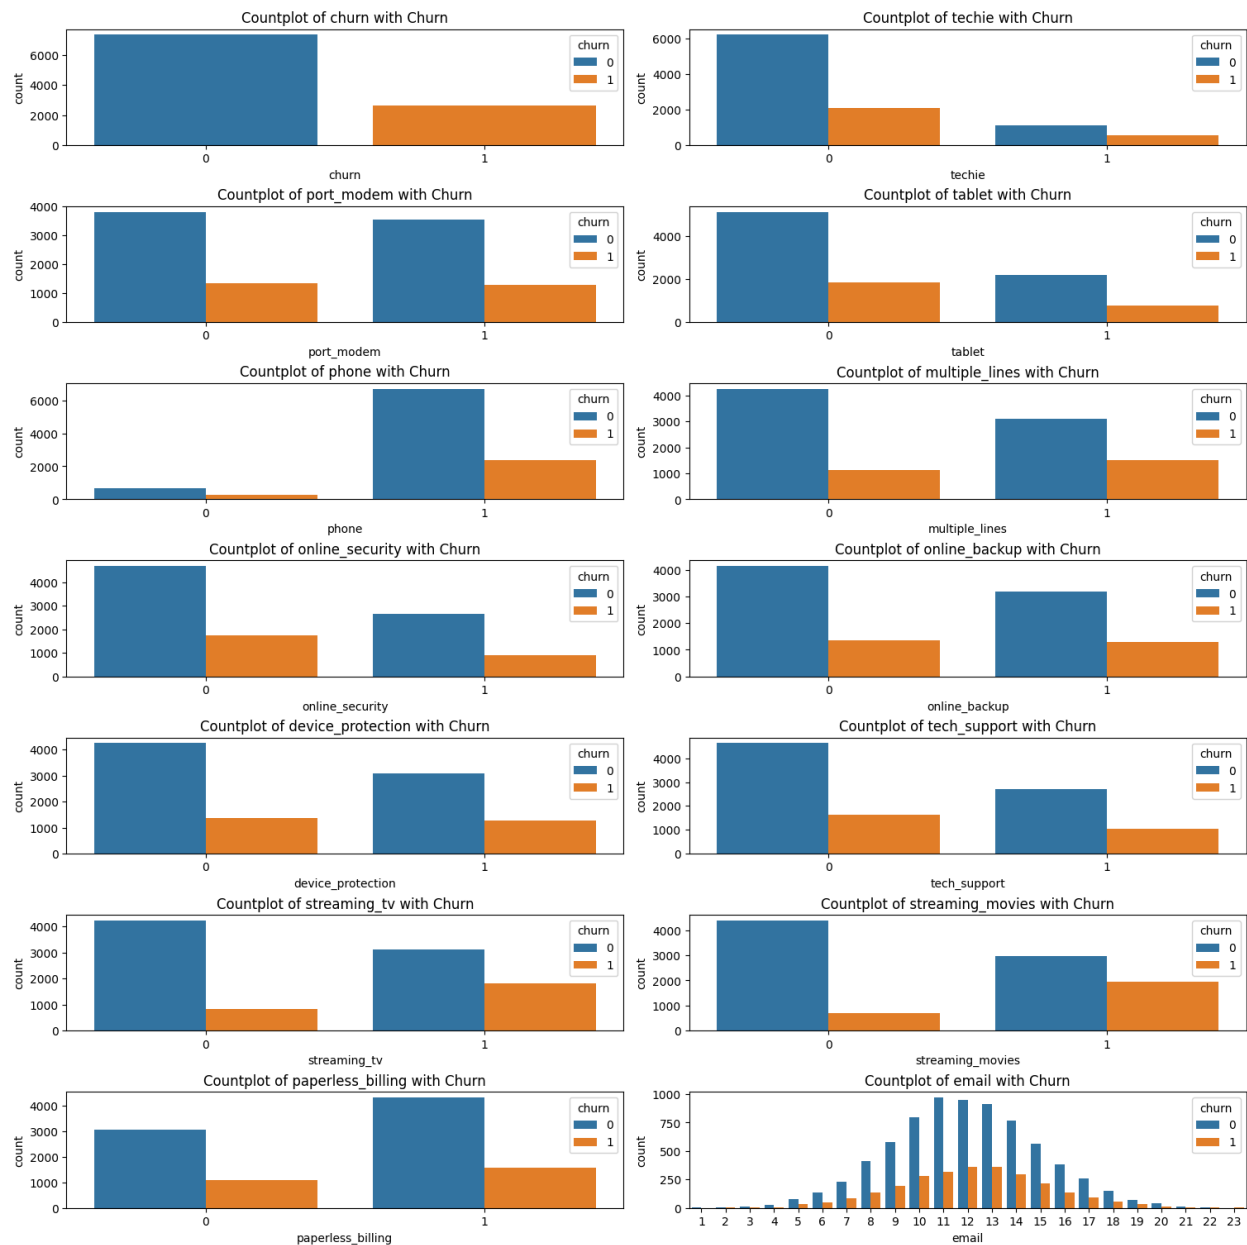 Countplot of churn with Churn
6000
4000
2000
0
count
churn
0
1
0 1
churn
Countplot of techie with Churn
6000
4000
2000
0
count
churn
0
1
0 1
techie
Countplot of port_modem with Churn
4000
3000
2000
1000
0
count
churn
0
1
0 1
port_modem
Countplot of tablet with Churn
4000
2000
0
count
churn
0
1
0 1
tablet
Countplot of phone with Churn
6000
4000
2000
0
count
churn
0
1
0 1
phone
Countplot of multiple_lines with Churn
4000
3000
2000
1000
0
count
churn
0
1
0 1
multiple_lines
Countplot of online_security with Churn
4000
3000
2000
1000
0
count
churn
0
1
0 1
online_security
Countplot of online_backup with Churn
4000
3000
2000
1000
0
count
churn
0
1
0 1
online_backup
Countplot of device_protection with Churn
4000
3000
2000
1000
0
count
churn
0
1
0 1
device_protection
Countplot of tech_support with Churn
4000
3000
2000
1000
0
count
churn
0
1
0 1
tech_support
Countplot of streaming_tv with Churn
4000
3000
2000
1000
0
count
churn
0
1
0 1
streaming_tv
Countplot of streaming_movies with Churn
4000
3000
2000
1000
0
count
churn
0
1
0 1
streaming_movies
Countplot of paperless_billing with Churn
4000
3000
2000
1000
0
count
churn
0
1
0 1
paperless_billing
Countplot of email with Churn
1000
750
500
250
0
count
churn
0
1
1 2 3 4 5 6 7 8 9 10 11 12 13 14 15 16 17 18 19 20 21 22 23
email